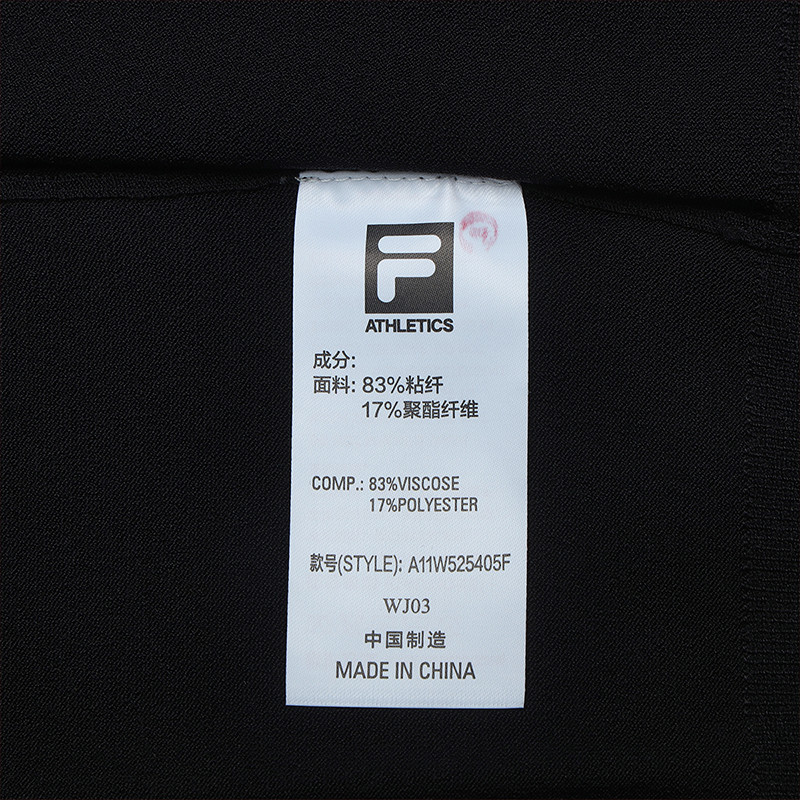 F
ATHLETICS
成分:
面料: 83%粘纤
17%聚酯纤维
COMP.: 83%VISCOSE
17%POLYESTER
款号(STYLE): A11W525405F
WJ03
中国制造
MADE IN CHINA